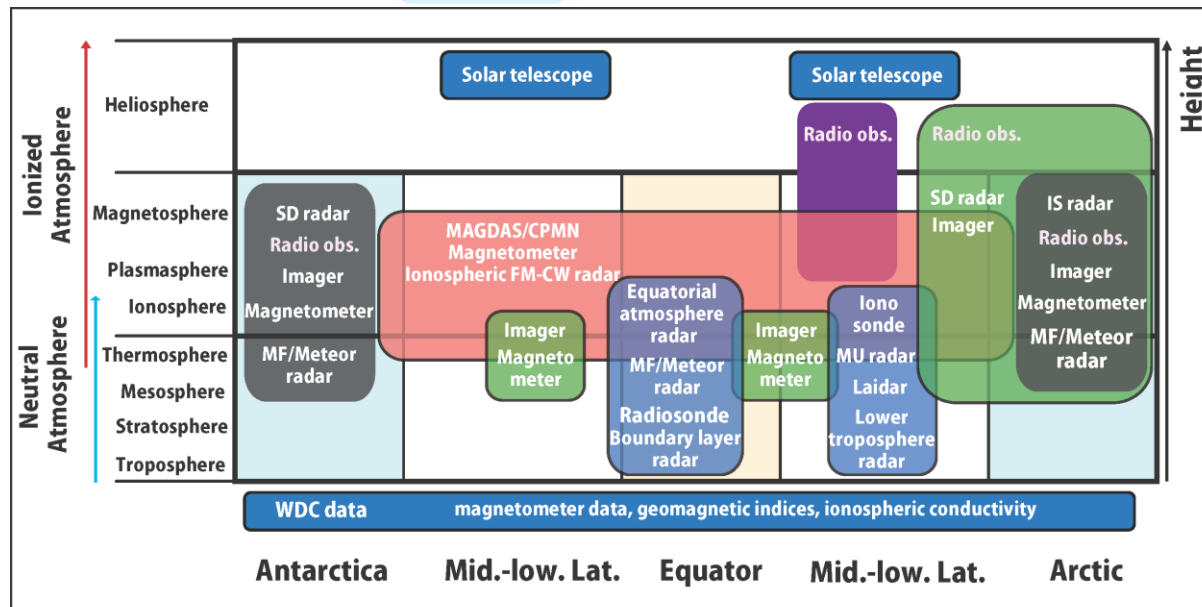 Solar telescope
Solar telescope
Height
Ionized
Atmosphere
Neutral
Atmosphere
Heliosphere
Magnetosphere
Plasmasphere
Ionosphere
Thermosphere
Mesosphere
Stratosphere
Troposphere
SD radar
Radio obs.
Imager
Magnetometer
MF/Meteor
radar
MAGDAS/CPMN
Magnetometer
Ionospheric FM-CW radar
Imager
Magneto
meter
Equatorial
atmosphere
radar
MF/Meteor
radar
Radiosonde
Boundary layer
radar
Imager
Magneto
meter
Radio obs.
Iono
sonde
MU radar
Laidar
Lower
troposphere
radar
Radio obs.
SD radar
Imager
IS radar
Radio obs.
Imager
Magnetometer
MF/Meteor
radar
WDC data
magnetometer data, geomagnetic indices, ionospheric conductivity
Antarctica
Mid.-low. Lat.
Equator
Mid.-low. Lat.
Arctic